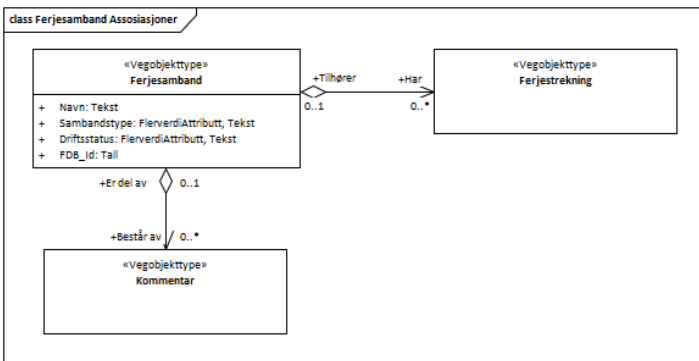 class Ferjesamband Assosiasjoner
«Vegobjekttype»
Ferjesamband
+ Navn: Tekst
+ Sambandstype: FlerverdiAttributt, Tekst
+ Driftsstatus: FlerverdiAttributt, Tekst
+ FDB_Id: Tall
+Tilhører
+Har
0..1
0..*
«Vegobjekttype»
Ferjestrekning
+Er del av
0..1
+Består av
0..*
«Vegobjekttype»
Kommentar